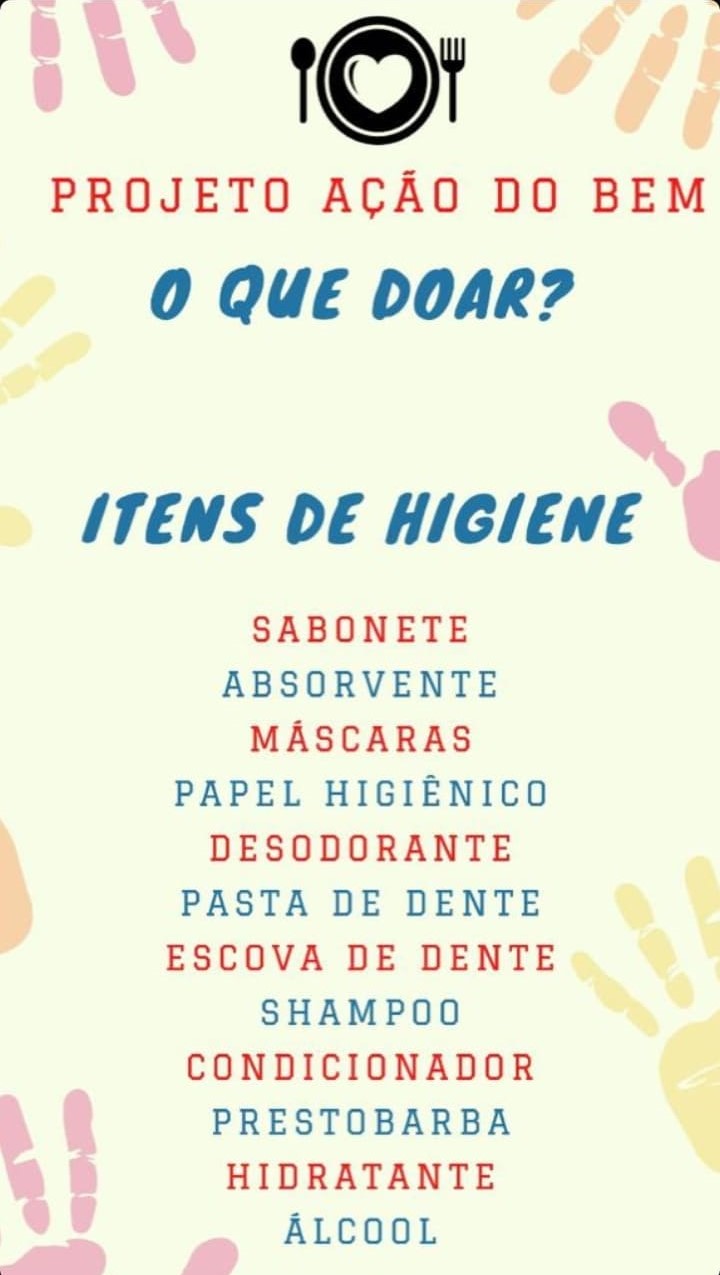 PROJETO AÇÃO DO BEM
O QUE DOAR?
ITENS DE HIGIENE
SABONETE
ABSORVENTE
MÁSCARAS
PAPEL HIGIÊNICO
DESODORANTE
PASTA DE DENTE
ESCOVA DE DENTE
SHAMPOO
CONDICIONADOR
PRESTOBARBA
HIDRATANTE
ÁLCOOL